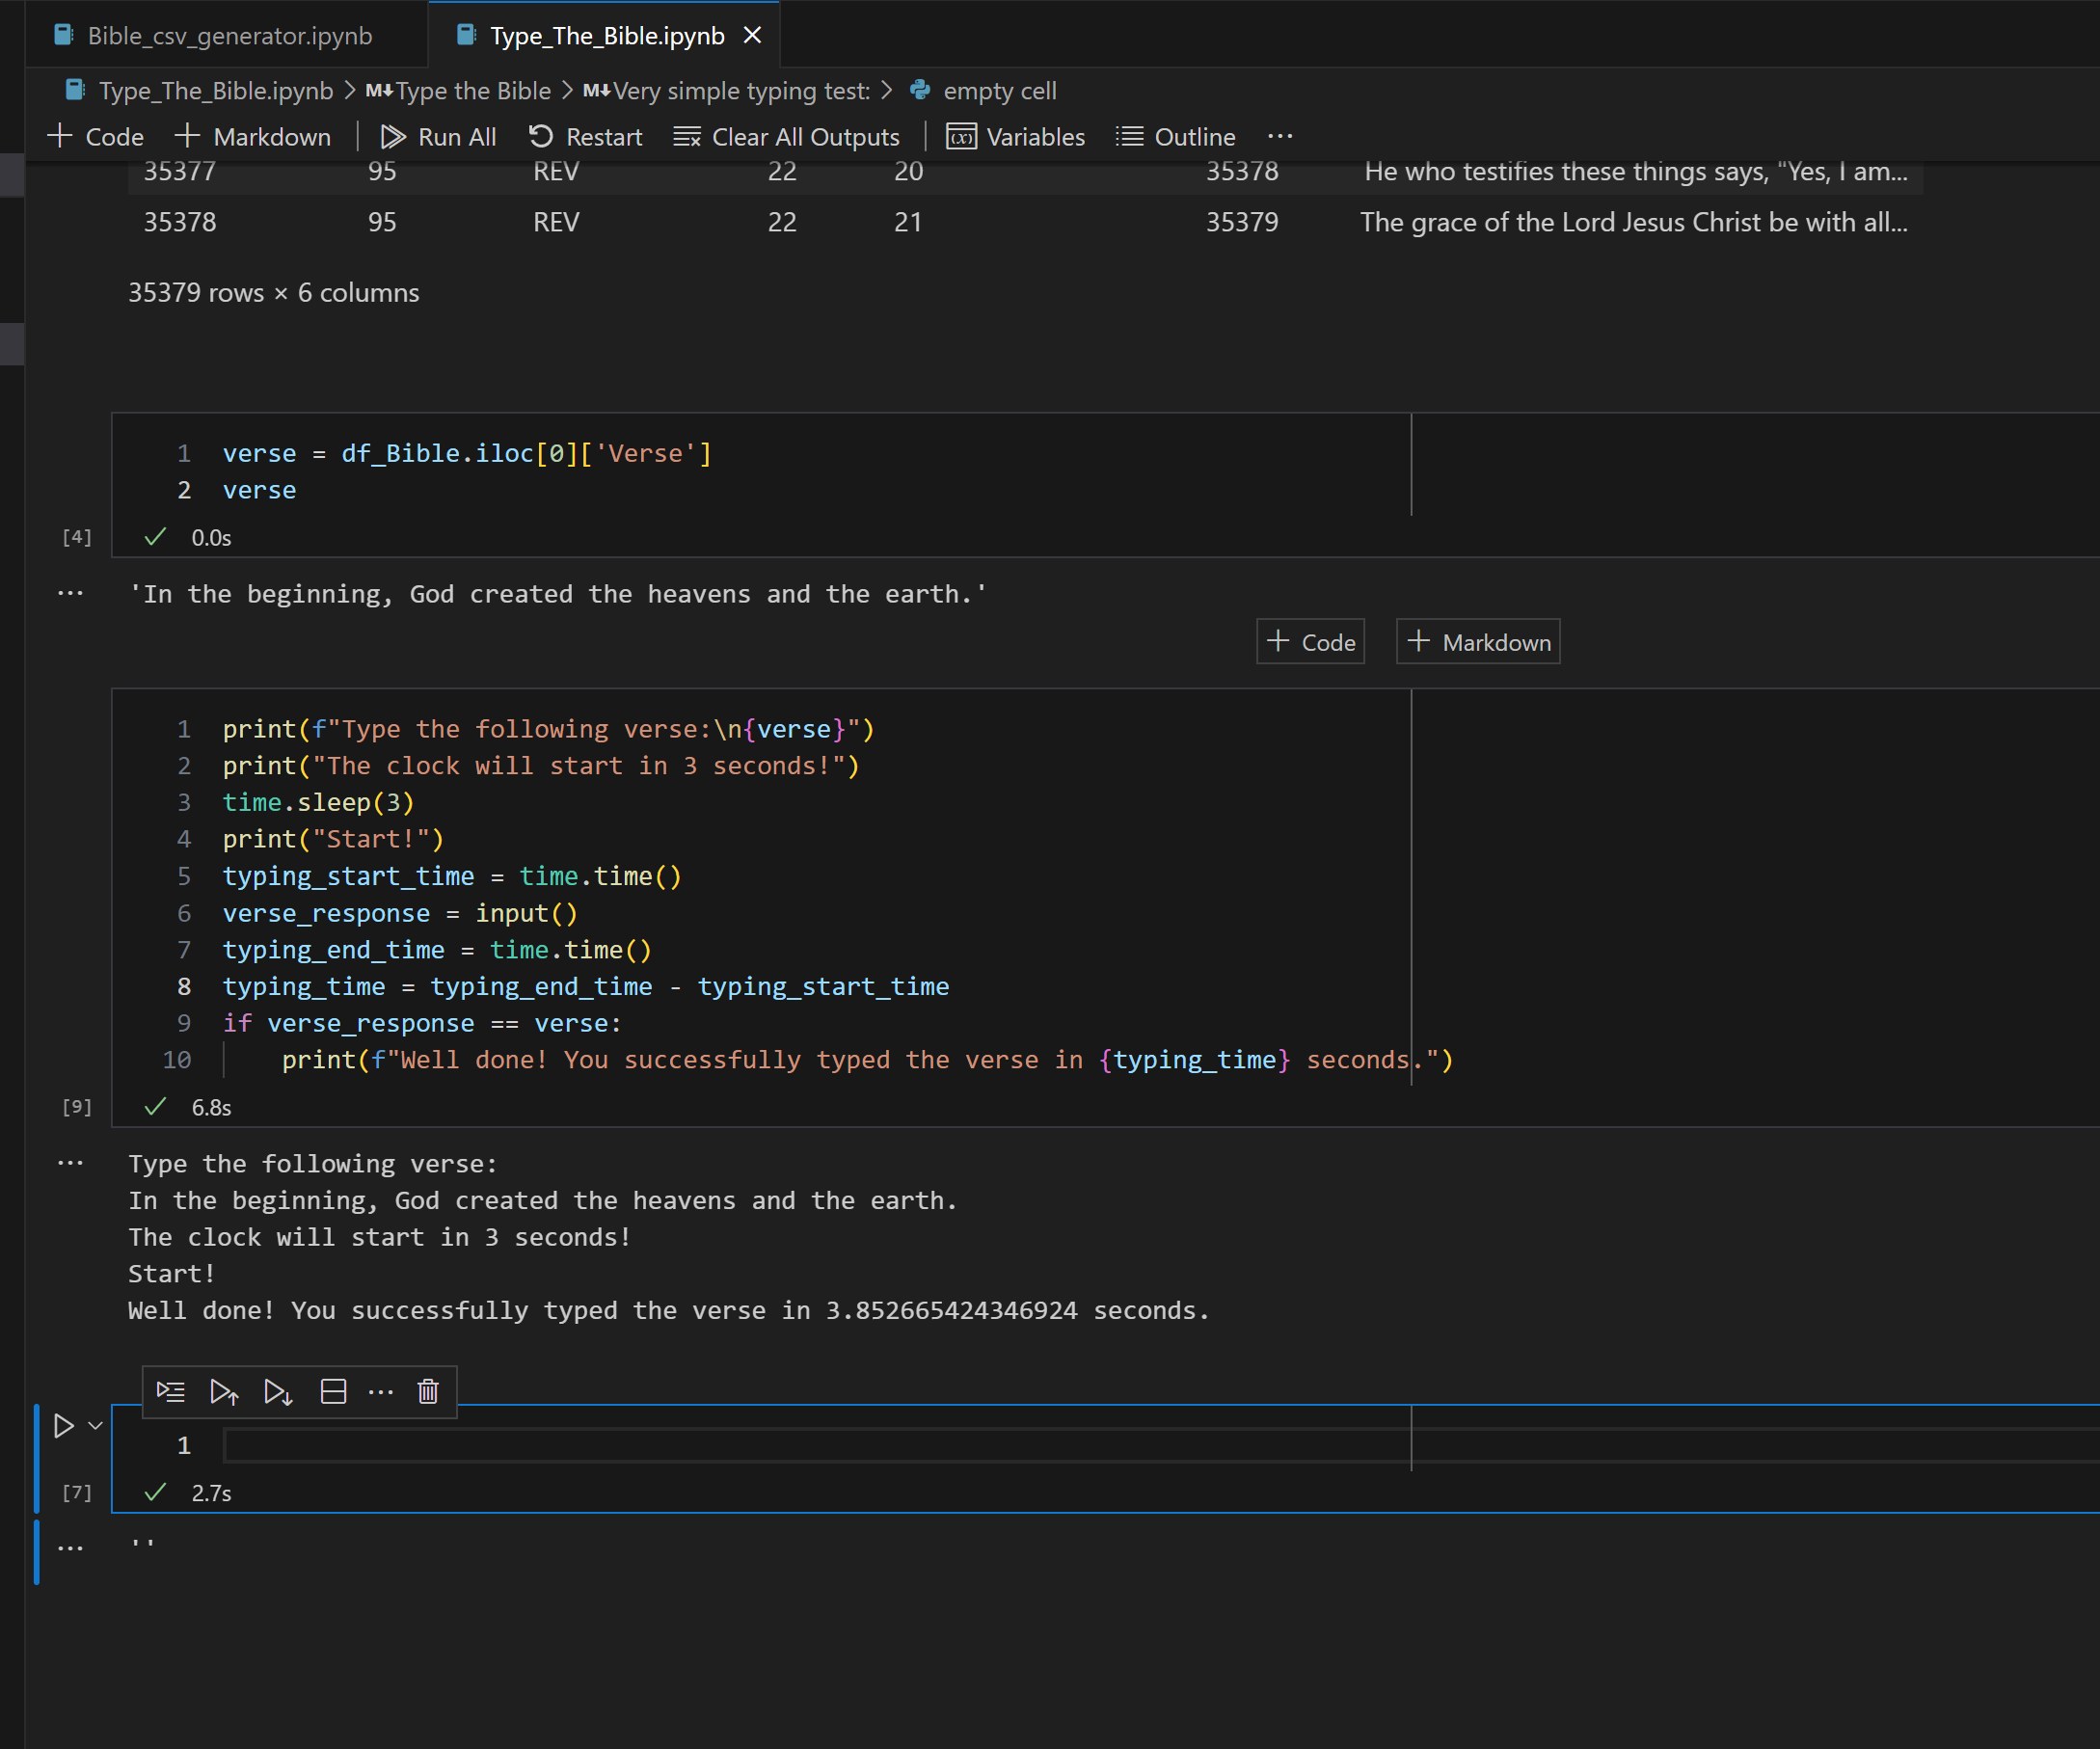 Bible_csv_generator.ipynb Type_The_Bible.ipynb
Type_The_Bible.ipynb > M↓Type the Bible > M↓Very simple typing test: > empty cell
+ Code + Markdown Run All Restart Clear All Outputs (x) Variables Outline ...
35377 95 REV 22 20 35378 He who testifies these things says, "Yes, I am...
35378 95 REV 22 21 35379 The grace of the Lord Jesus Christ be with all...
35379 rows × 6 columns
1 verse = df_Bible.iloc[0]['Verse']
2 verse
[4] 0.0s
... 'In the beginning, God created the heavens and the earth.'
+ Code + Markdown
1 print(f"Type the following verse:\n{verse}")
2 print("The clock will start in 3 seconds!")
3 time.sleep(3)
4 print("Start!")
5 typing_start_time = time.time()
6 verse_response = input()
7 typing_end_time = time.time()
8 typing_time = typing_end_time - typing_start_time
9 if verse_response == verse:
10 print(f"Well done! You successfully typed the verse in {typing_time} seconds.")
[9] 6.8s
... Type the following verse:
In the beginning, God created the heavens and the earth.
The clock will start in 3 seconds!
Start!
Well done! You successfully typed the verse in 3.852665424346924 seconds.
...
1
[7] 2.7s
... ''